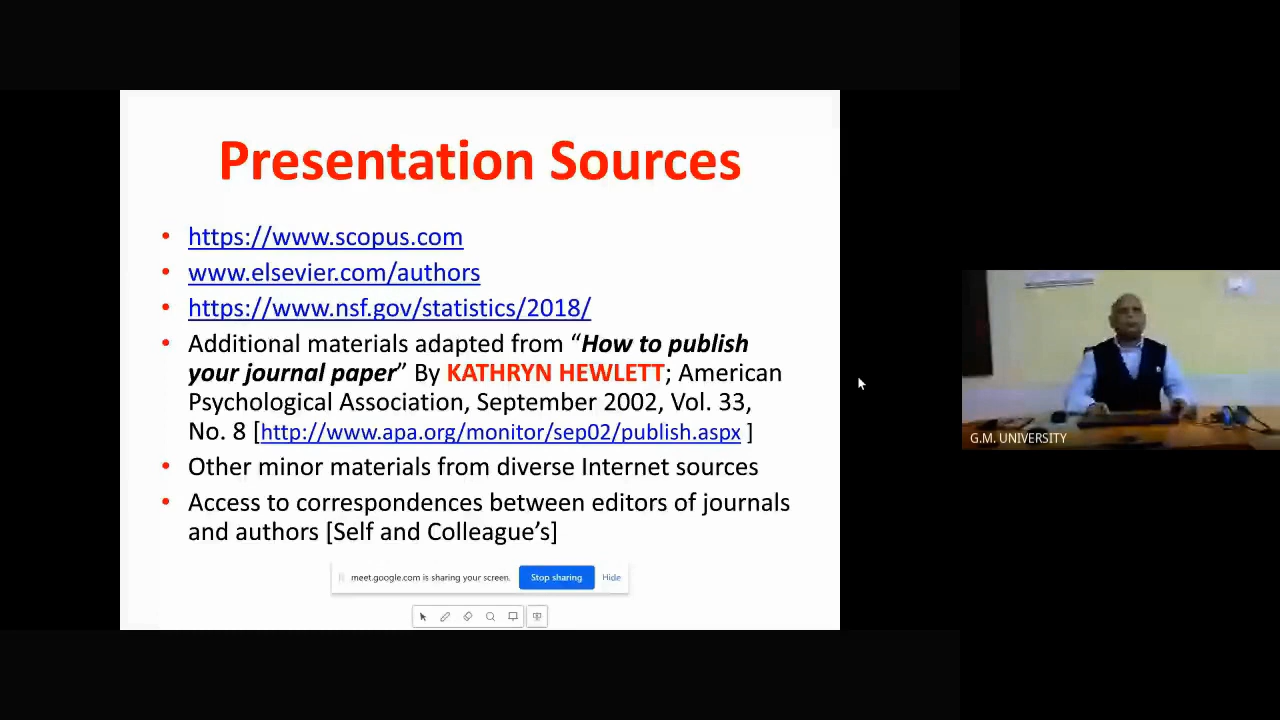 Presentation Sources
• https://www.scopus.com
• www.elsevier.com/authors
• https://www.nsf.gov/statistics/2018/
• Additional materials adapted from “How to publish
your journal paper” By KATHRYN HEWLETT; American
Psychological Association, September 2002, Vol. 33,
No. 8 [http://www.apa.org/monitor/sep02/publish.aspx ]
• Other minor materials from diverse Internet sources
• Access to correspondences between editors of journals
and authors [Self and Colleague’s]
meet.google.com is sharing your screen. Stop sharing Hide
G.M. UNIVERSITY